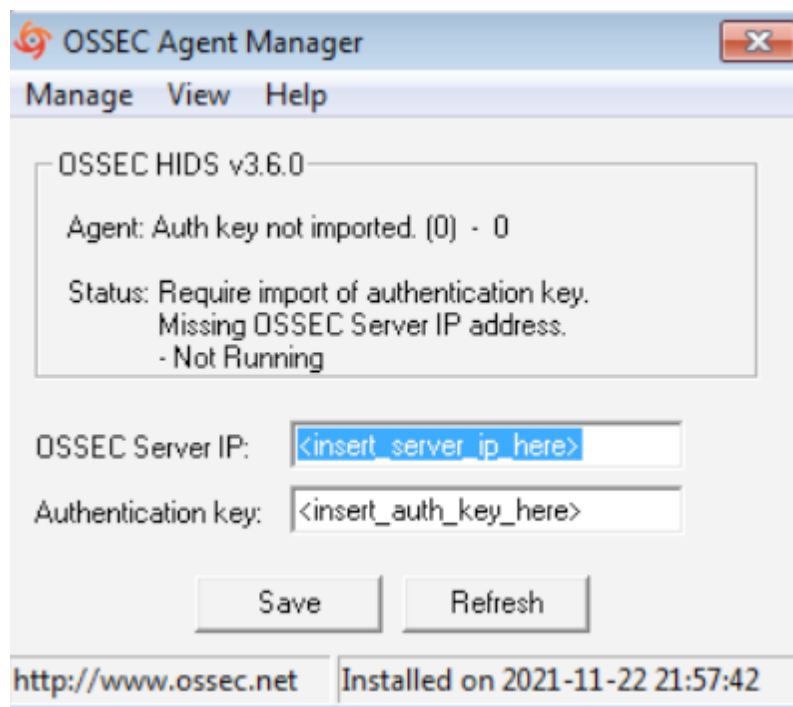 OSSEC Agent Manager
Manage View Help
OSSEC HIDS v3.6.0
Agent: Auth key not imported. (0) - 0
Status: Require import of authentication key.
Missing OSSEC Server IP address.
- Not Running
OSSEC Server IP: <insert_server_ip_here>
Authentication key: <insert_auth_key_here>
Save Refresh
http://www.ossec.net Installed on 2021-11-22 21:57:42